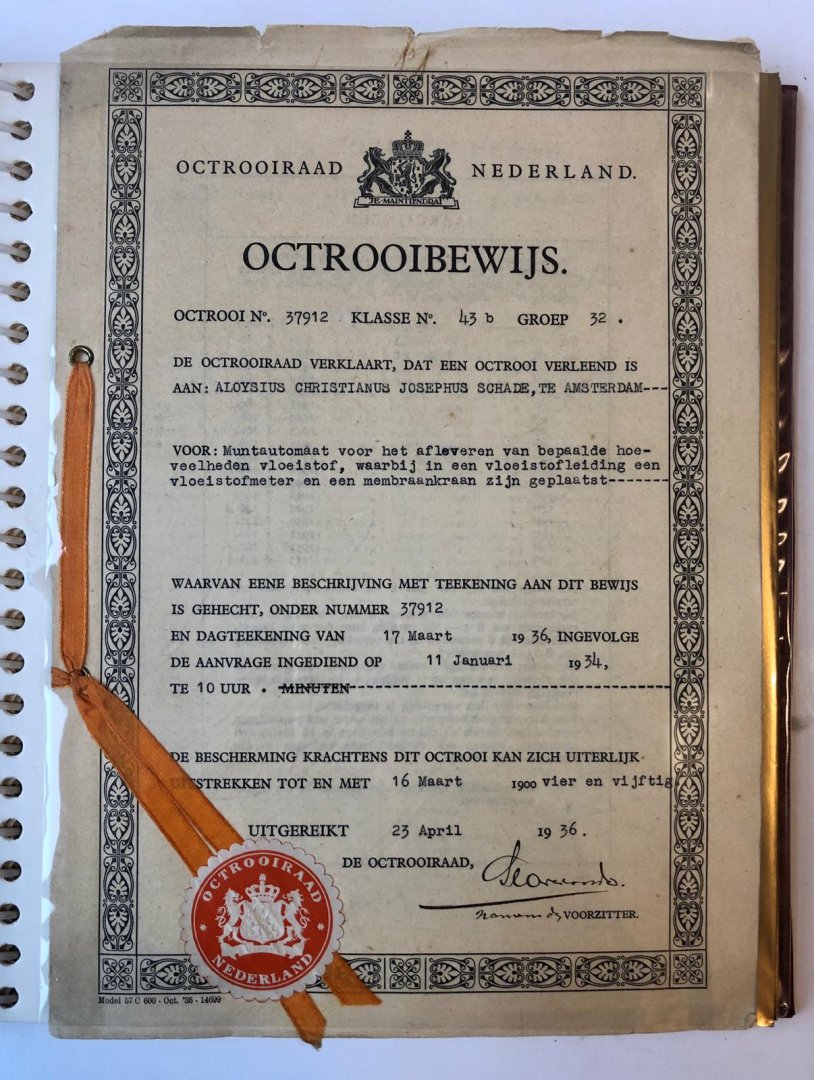 OCTROOIRAAD NEDERLAND.
JE MAINTIENDRAI
OCTROOIBEWIJS.
OCTROOI Nº. 37912 KLASSE Nº. 43 b GROEP 32 .
DE OCTROOIRAAD VERKLAART, DAT EEN OCTROOI VERLEEND IS
AAN: ALOYSIUS CHRISTIANUS JOSEPHUS SCHADE, TE AMSTERDAM---
VOOR: Muntautomaat voor het afleveren van bepaalde hoe-
veelheden vloeistof, waarbij in een vloeistofleiding een
vloeistofmeter en een membraankraan zijn geplaatst-------
WAARVAN EENE BESCHRIJVING MET TEEKENING AAN DIT BEWIJS
IS GEHECHT, ONDER NUMMER 37912
EN DAGTEEKENING VAN 17 Maart 1936, INGEVOLGE
DE AANVRAGE INGEDIEND OP 11 Januari 1934,
TE 10 UUR . MINUTEN---
DE BESCHERMING KRACHTENS DIT OCTROOI KAN ZICH UITERLIJK
UITSTREKKEN TOT EN MET 16 Maart 1900 vier en vijftig
UITGEREIKT 23 April 1936.
DE OCTROOIRAAD,
VOORZITTER.
OCTROOIRAAD
NEDERLAND
Model 57 C 600 - Oct. '35 - 14699